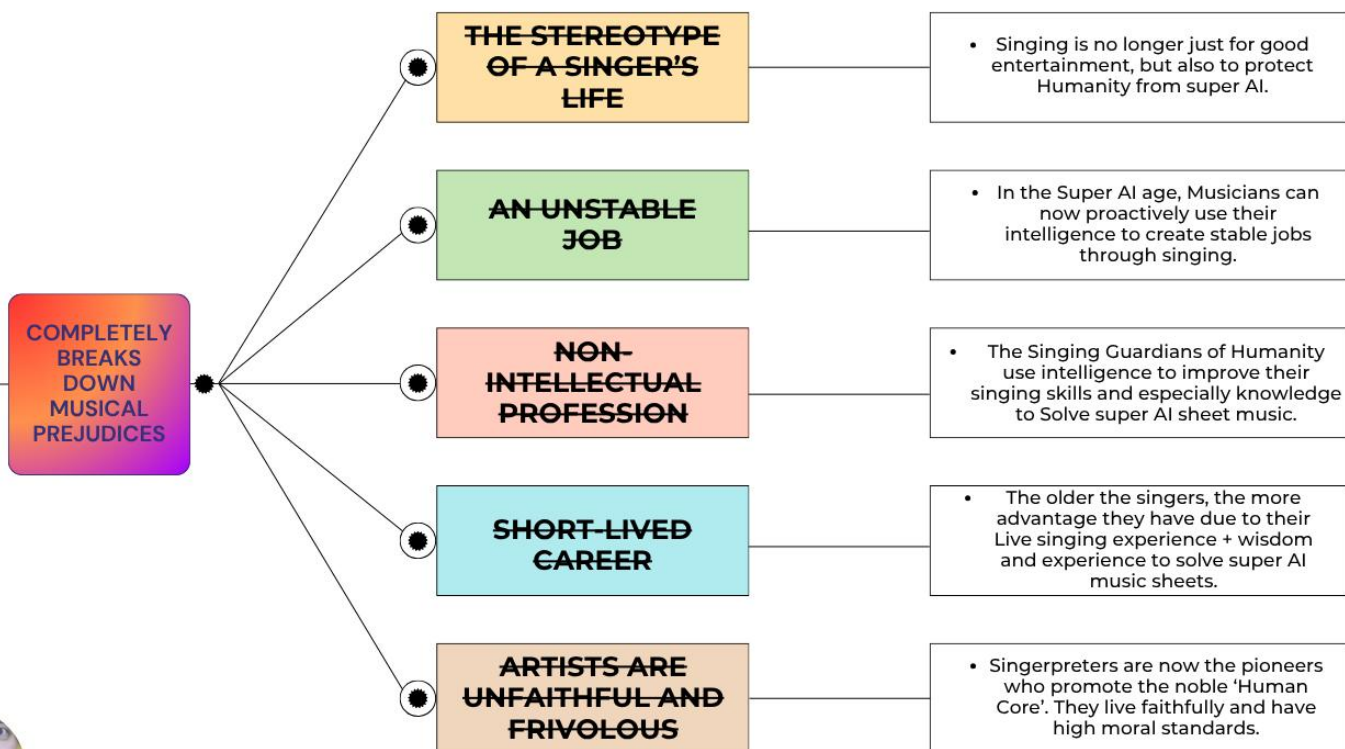 COMPLETELY
BREAKS
DOWN
MUSICAL
PREJUDICES
THE STEREOTYPE
OF A SINGER’S
LIFE
• Singing is no longer just for good
entertainment, but also to protect
Humanity from super AI.
AN UNSTABLE
JOB
• In the Super AI age, Musicians can
now proactively use their
intelligence to create stable jobs
through singing.
NON-
INTELLECTUAL
PROFESSION
• The Singing Guardians of Humanity
use intelligence to improve their
singing skills and especially knowledge
to Solve super AI sheet music.
SHORT-LIVED
CAREER
• The older the singers, the more
advantage they have due to their
Live singing experience + wisdom
and experience to solve super AI
music sheets.
ARTISTS ARE
UNFAITHFUL AND
FRIVOLOUS
• Singerpreters are now the pioneers
who promote the noble ‘Human
Core’. They live faithfully and have
high moral standards.